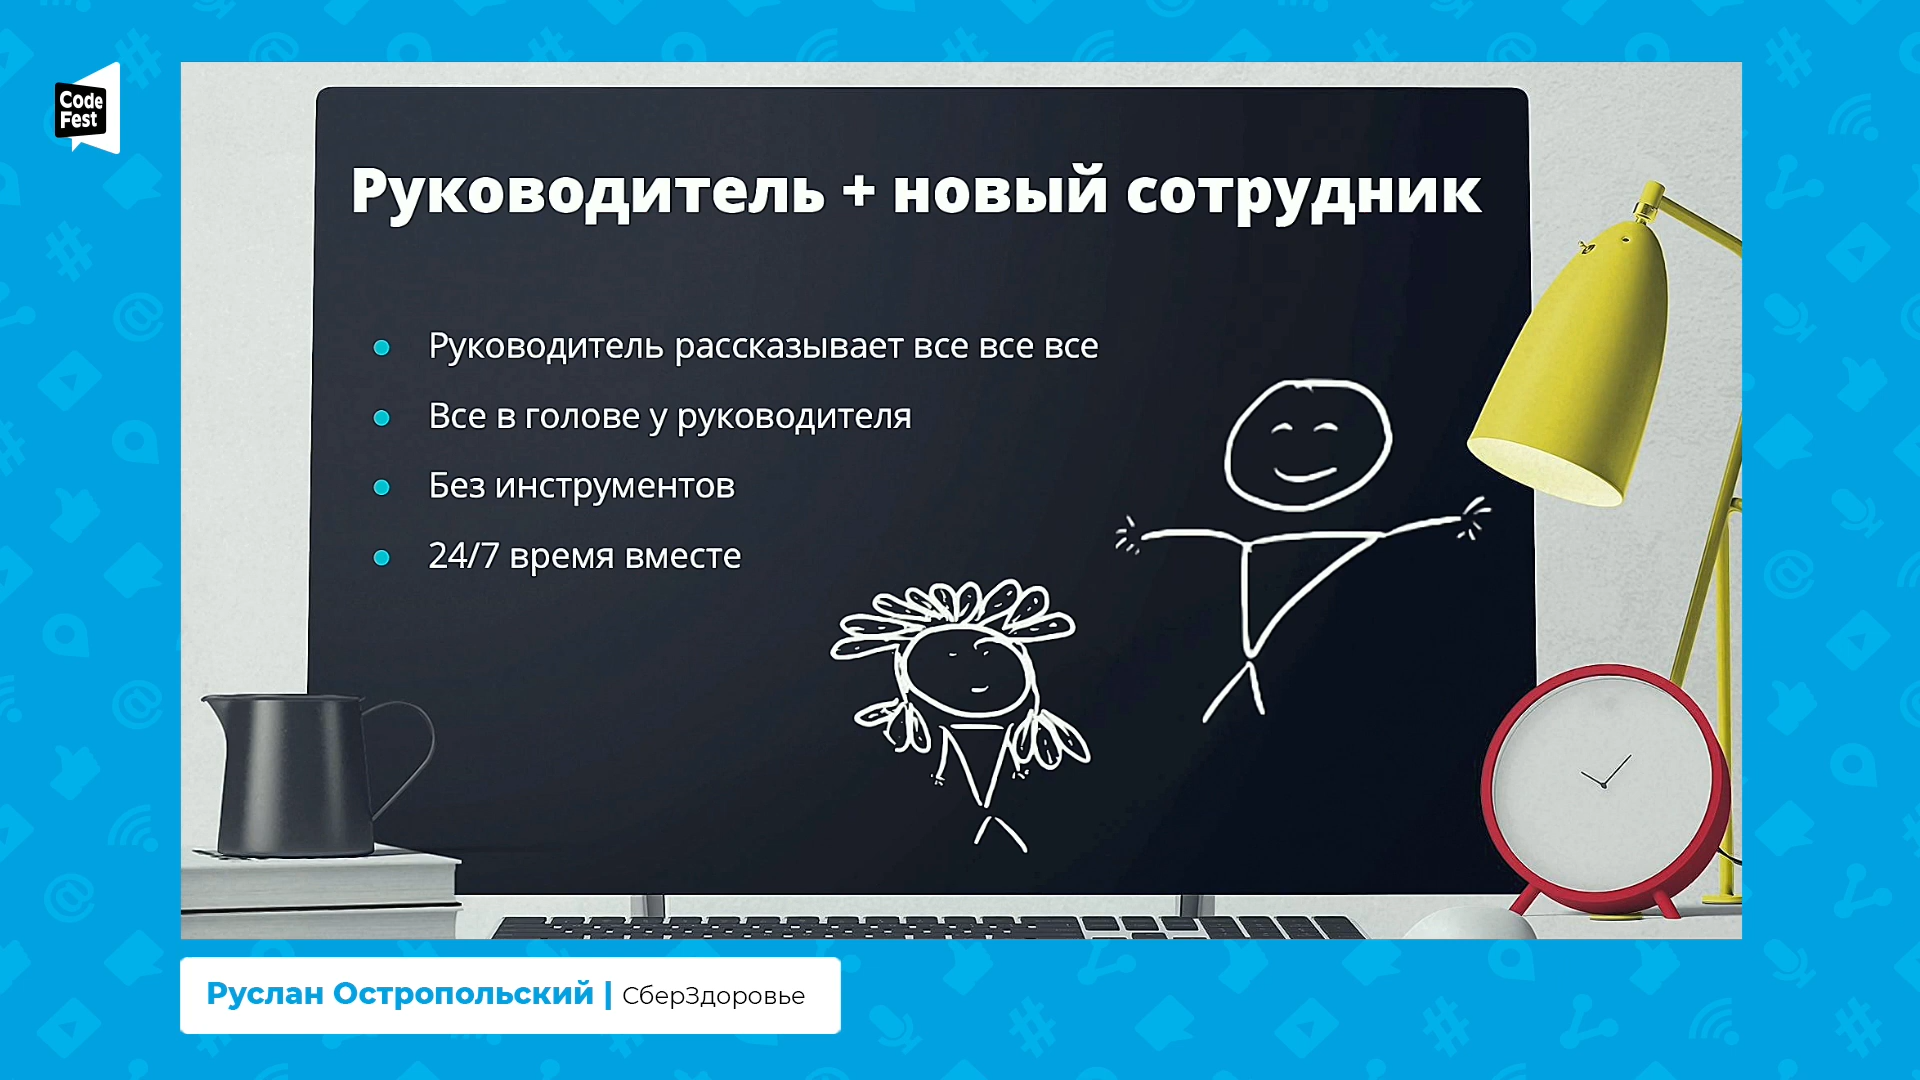 Code
Fest
Руководитель + новый сотрудник
Руководитель рассказывает все все все
Все в голове у руководителя
Без инструментов
24/7 время вместе
Руслан Остропольский | СберЗдоровье